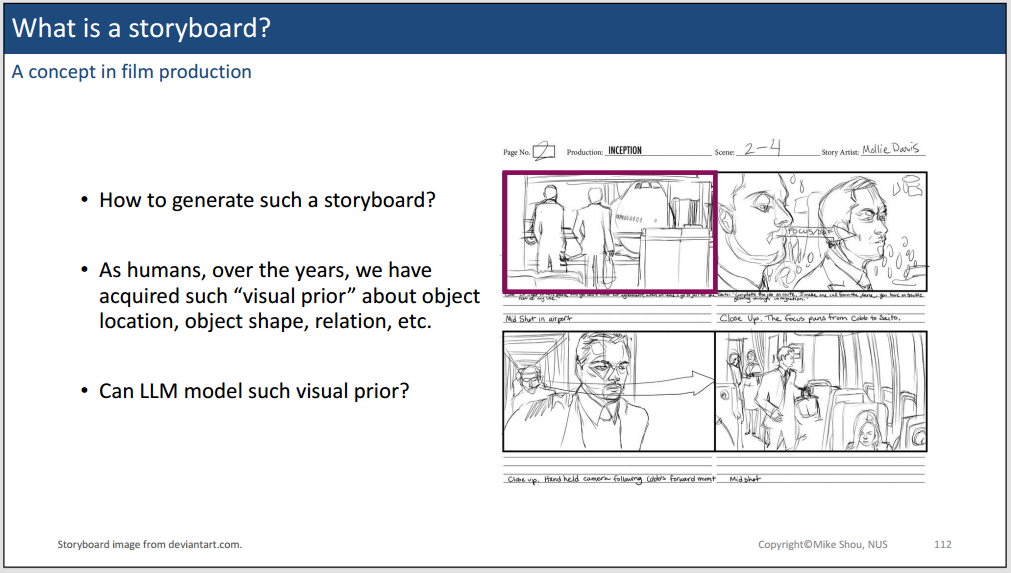 What is a storyboard?
A concept in film production
• How to generate such a storyboard?
• As humans, over the years, we have
acquired such “visual prior” about object
location, object shape, relation, etc.
• Can LLM model such visual prior?
Page No. 2 Production: INCEPTION Scene: 2-4 Story Artist: Mollie Davis
FOCUS/
Mid Shot in airport
Close Up. The focus pans from Cobb to Saito.
Close up. Hand held camera following Cobb's forward
Mid shot
Storyboard image from deviantart.com.
Copyright©Mike Shou, NUS
112